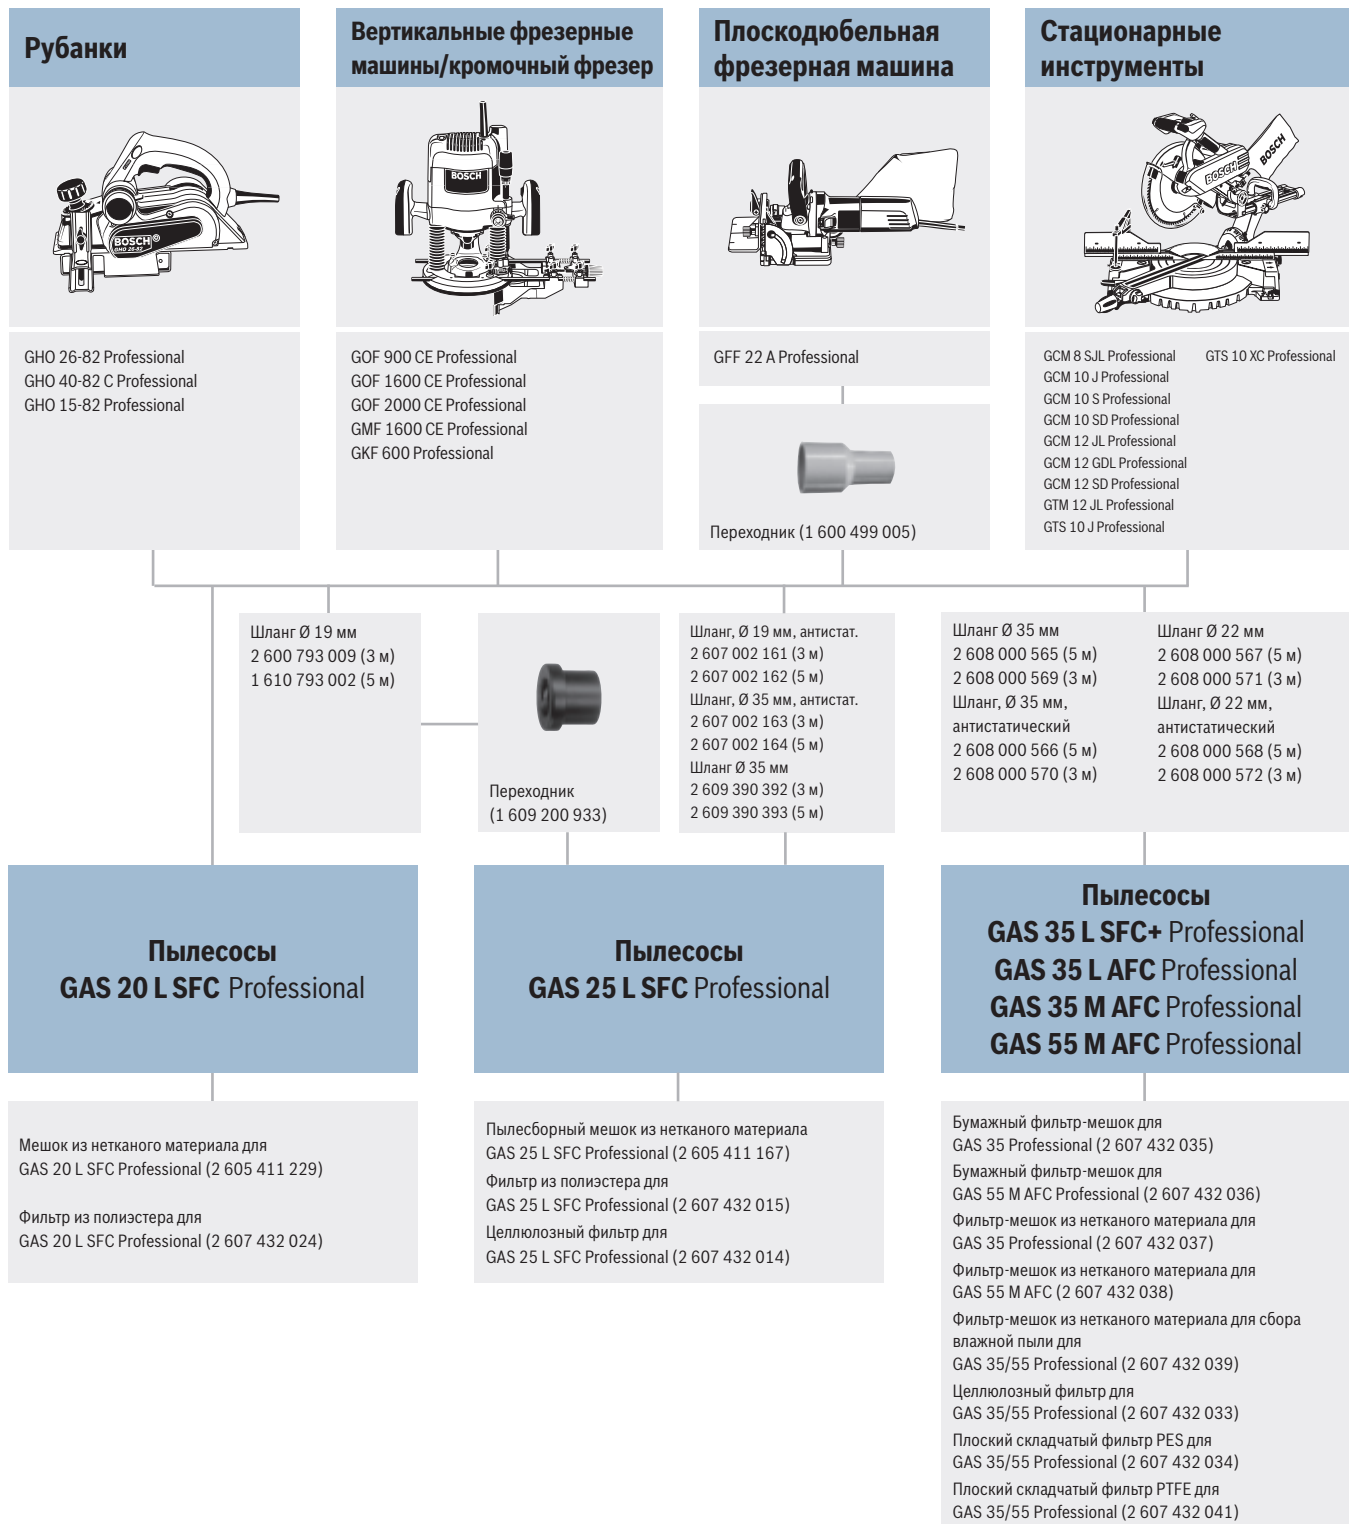 Рубанки
BOSCH
GHO 26-82
GHO 26-82 Professional
GHO 40-82 C Professional
GHO 15-82 Professional
Вертикальные фрезерные
машины/кромочный фрезер
BOSCH
GOF 900 CE Professional
GOF 1600 CE Professional
GOF 2000 CE Professional
GMF 1600 CE Professional
GKF 600 Professional
Плоскодюбельная
фрезерная машина
GFF 22 A Professional
Переходник (1 600 499 005)
Стационарные
инструменты
BOSCH
BOSCH
GCM 8 SJL Professional
GCM 10 J Professional
GCM 10 S Professional
GCM 10 SD Professional
GCM 12 JL Professional
GCM 12 GDL Professional
GCM 12 SD Professional
GTM 12 JL Professional
GTS 10 J Professional
GTS 10 XC Professional
Шланг Ø 19 мм
2 600 793 009 (3 м)
1 610 793 002 (5 м)
Переходник
(1 609 200 933)
Шланг, Ø 19 мм, антистат.
2 607 002 161 (3 м)
2 607 002 162 (5 м)
Шланг, Ø 35 мм, антистат.
2 607 002 163 (3 м)
2 607 002 164 (5 м)
Шланг Ø 35 мм
2 609 390 392 (3 м)
2 609 390 393 (5 м)
Шланг Ø 35 мм
2 608 000 565 (5 м)
2 608 000 569 (3 м)
Шланг, Ø 35 мм,
антистатический
2 608 000 566 (5 м)
2 608 000 570 (3 м)
Шланг Ø 22 мм
2 608 000 567 (5 м)
2 608 000 571 (3 м)
Шланг, Ø 22 мм,
антистатический
2 608 000 568 (5 м)
2 608 000 572 (3 м)
Пылесосы
GAS 20 L SFC Professional
Пылесосы
GAS 25 L SFC Professional
Пылесосы
GAS 35 L SFC+ Professional
GAS 35 L AFC Professional
GAS 35 M AFC Professional
GAS 55 M AFC Professional
Мешок из нетканого материала для
GAS 20 L SFC Professional (2 605 411 229)
Фильтр из полиэстера для
GAS 20 L SFC Professional (2 607 432 024)
Пылесборный мешок из нетканого материала
GAS 25 L SFC Professional (2 605 411 167)
Фильтр из полиэстера для
GAS 25 L SFC Professional (2 607 432 015)
Целлюлозный фильтр для
GAS 25 L SFC Professional (2 607 432 014)
Бумажный фильтр-мешок для
GAS 35 Professional (2 607 432 035)
Бумажный фильтр-мешок для
GAS 55 M AFC Professional (2 607 432 036)
Фильтр-мешок из нетканого материала для
GAS 35 Professional (2 607 432 037)
Фильтр-мешок из нетканого материала для
GAS 55 M AFC (2 607 432 038)
Фильтр-мешок из нетканого материала для сбора
влажной пыли для
GAS 35/55 Professional (2 607 432 039)
Целлюлозный фильтр для
GAS 35/55 Professional (2 607 432 033)
Плоский складчатый фильтр PES для
GAS 35/55 Professional (2 607 432 034)
Плоский складчатый фильтр PTFE для
GAS 35/55 Professional (2 607 432 041)